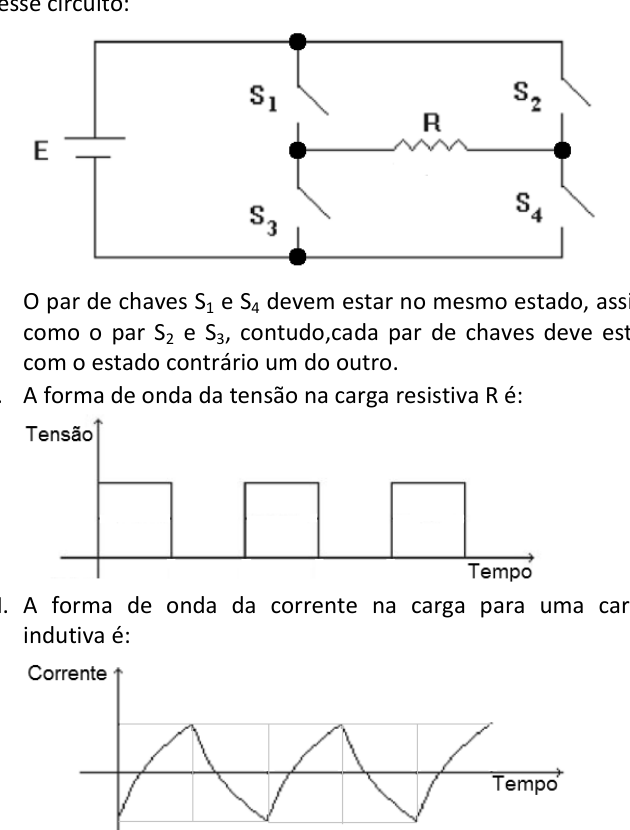 esse circuito:
S1
S2
R
E
S3
S4
O par de chaves S1 e S4 devem estar no mesmo estado, assi
como o par S2 e S3, contudo,cada par de chaves deve est
com o estado contrário um do outro.
. A forma de onda da tensão na carga resistiva R é:
Tensão
Tempo
I. A forma de onda da corrente na carga para uma car
indutiva é:
Corrente
Tempo